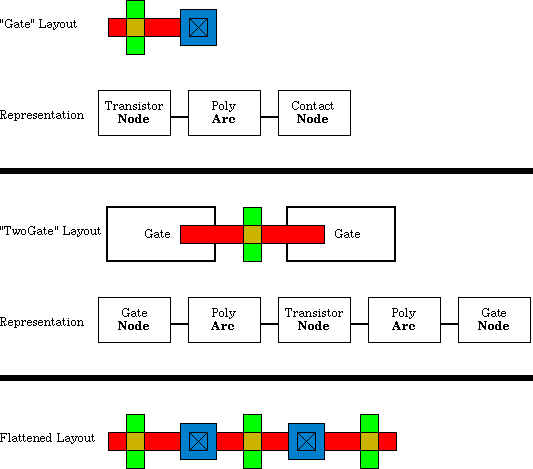 "Gate" Layout
Representation
Transistor
Node
Poly
Arc
Contact
Node
"TwoGate" Layout
Gate
Gate
Representation
Gate
Node
Poly
Arc
Transistor
Node
Poly
Arc
Gate
Node
Flattened Layout